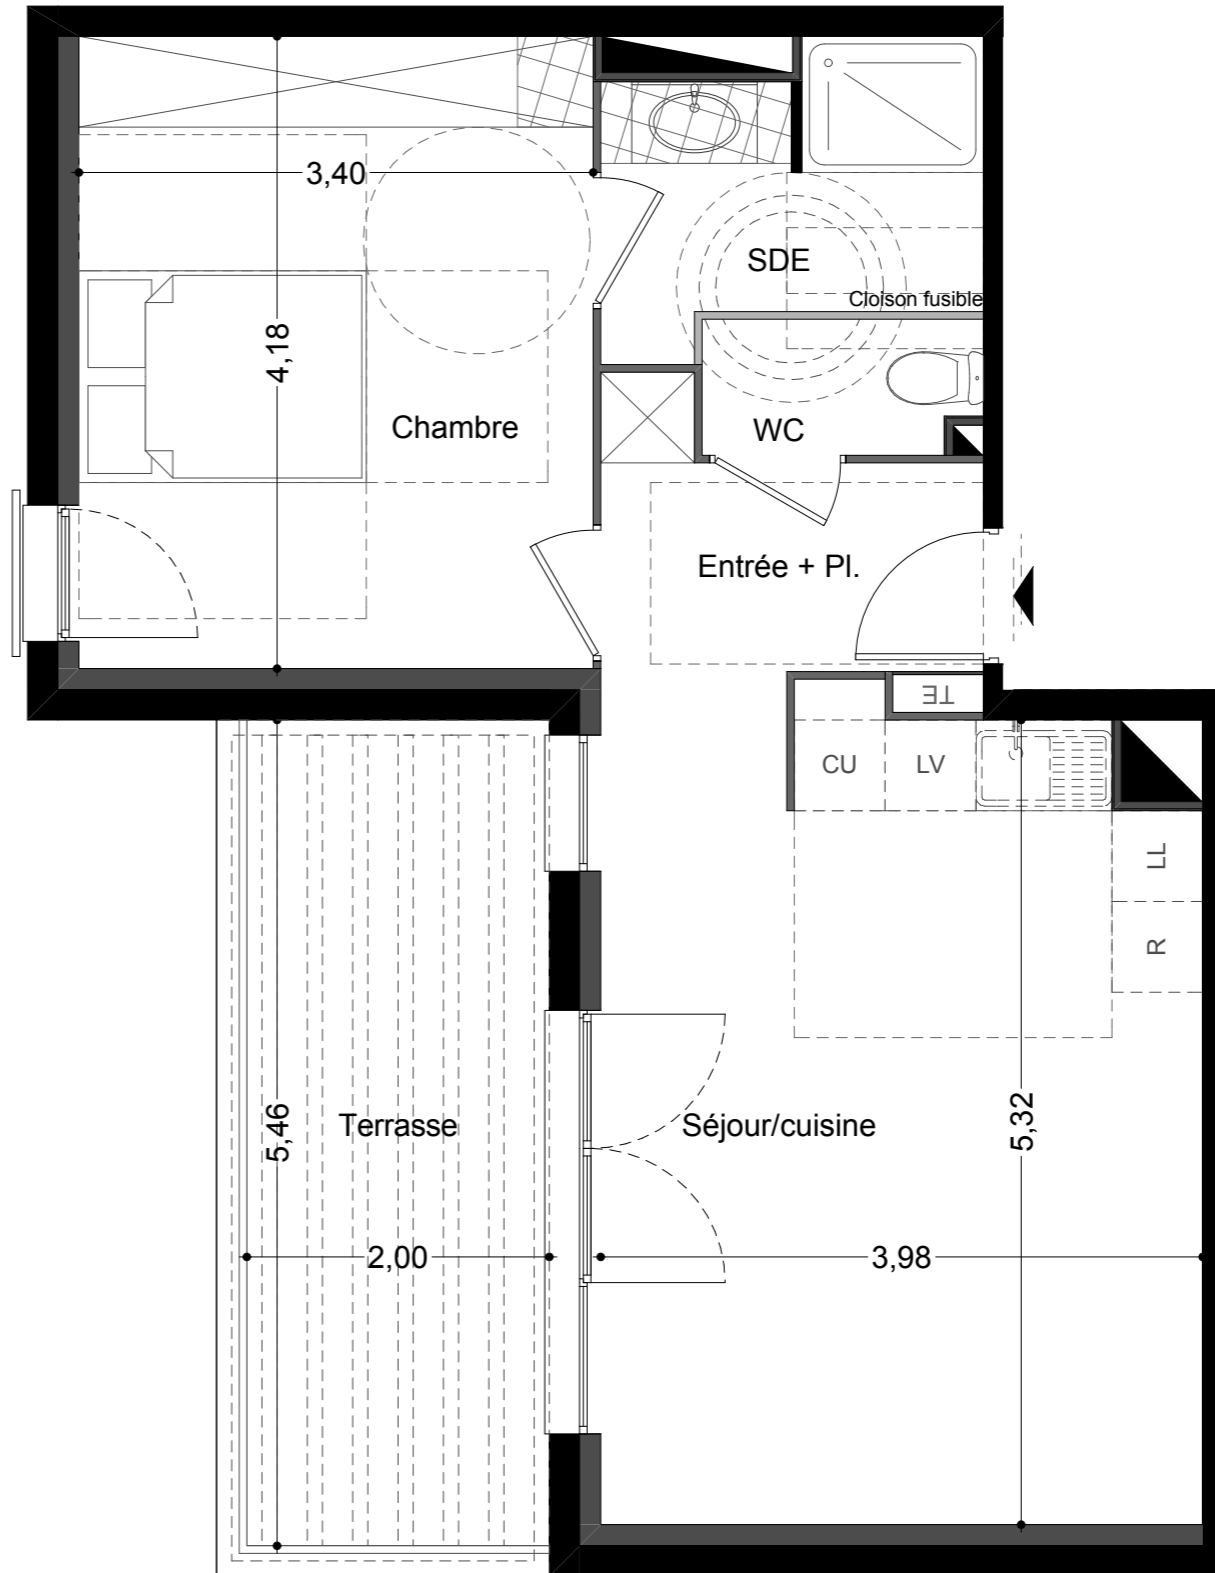 3,40
SDE
Cloison fusible
4,18
Chambre
WC
Entrée + Pl.
TE
CU
LV
LL
R
5,46
Terrasse
Séjour/cuisine
5,32
2,00
3,98